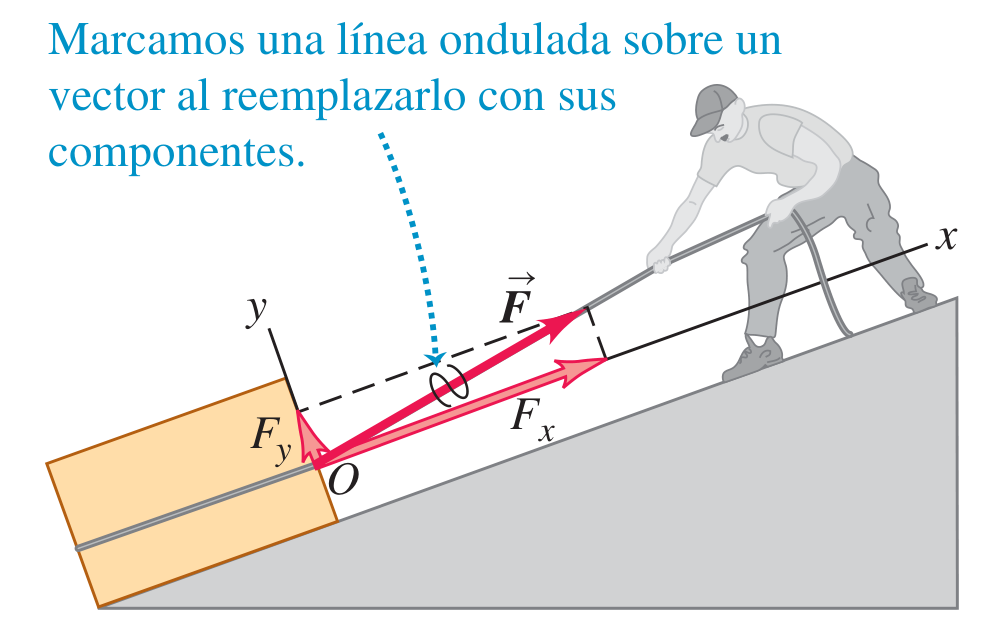 Marcamos una línea ondulada sobre un
vector al reemplazarlo con sus
componentes.
x
F⃗
y
F_y
F_x
O